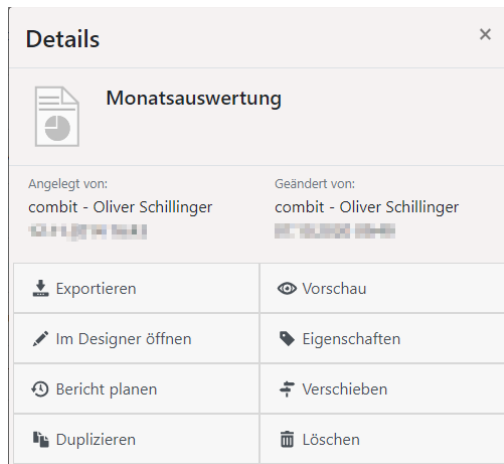 Details
Monatsauswertung
Angelegt von:
Geändert von:
combit - Oliver Schillinger
combit - Oliver Schillinger
Exportieren
Vorschau
Im Designer öffnen
Eigenschaften
Bericht planen
Verschieben
Duplizieren
Löschen